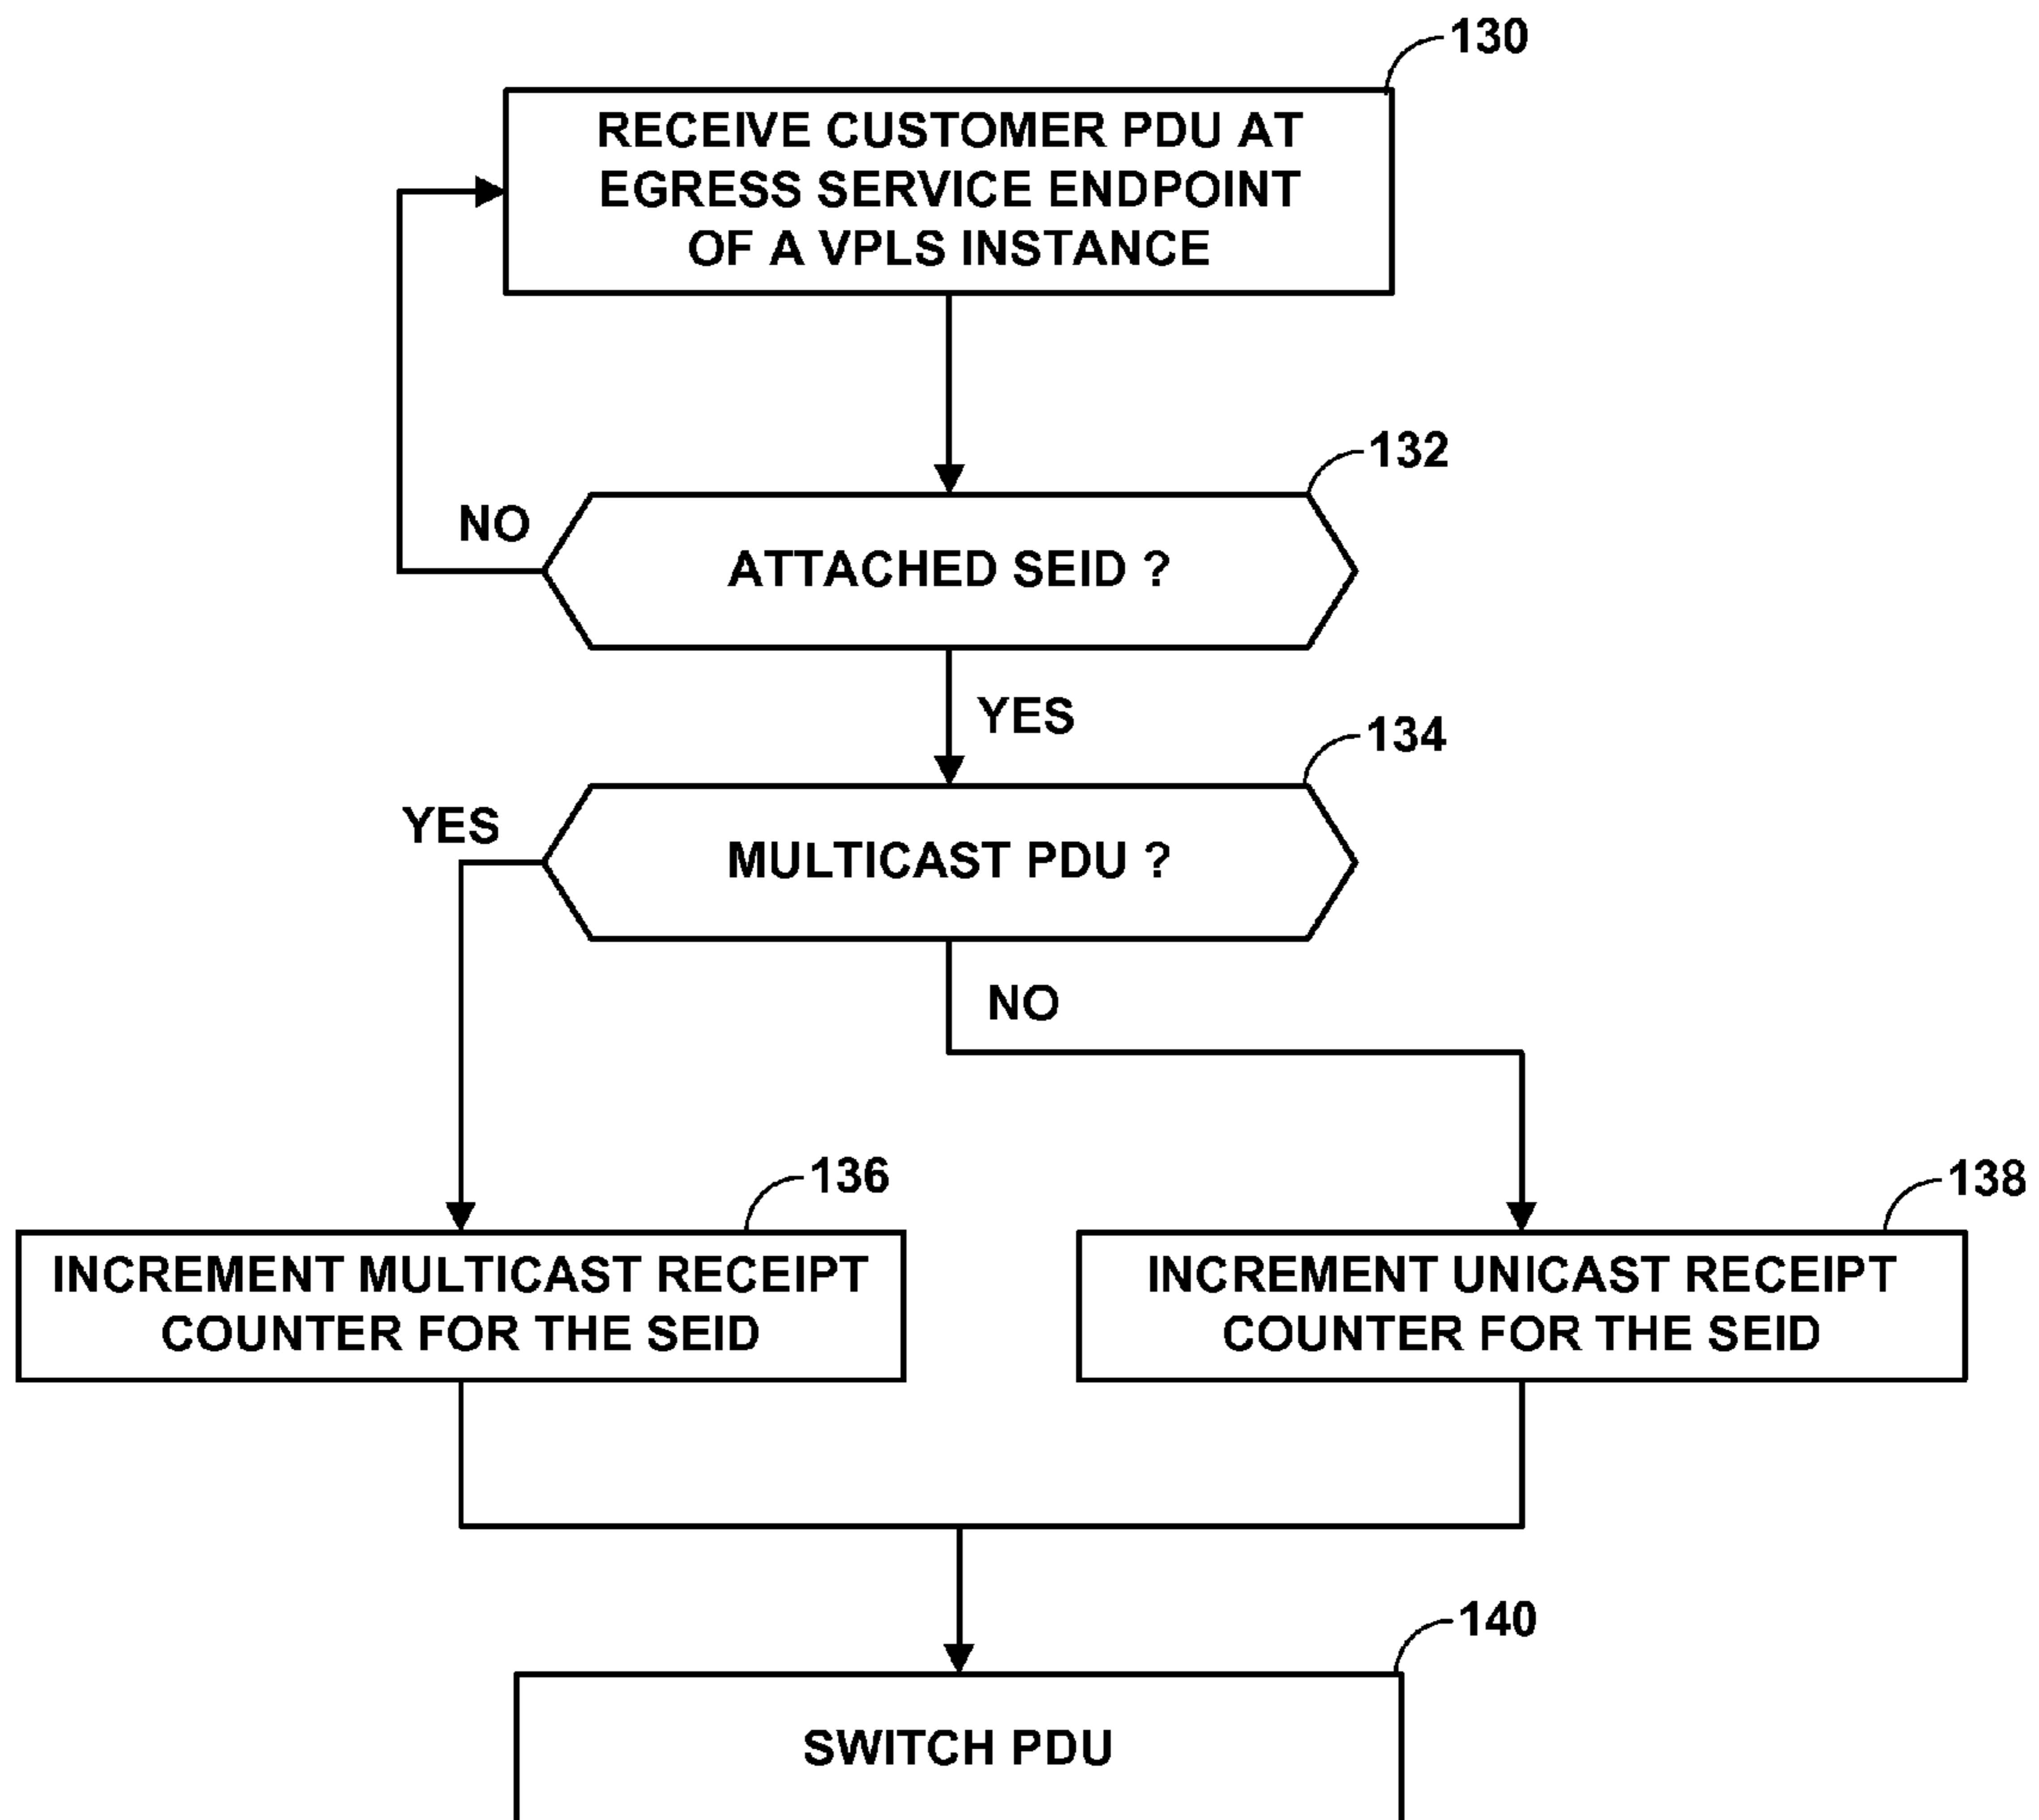 130
RECEIVE CUSTOMER PDU AT
EGRESS SERVICE ENDPOINT
OF A VPLS INSTANCE
132
NO
ATTACHED SEID ?
YES
134
YES
MULTICAST PDU ?
NO
136
138
INCREMENT MULTICAST RECEIPT
COUNTER FOR THE SEID
INCREMENT UNICAST RECEIPT
COUNTER FOR THE SEID
140
SWITCH PDU